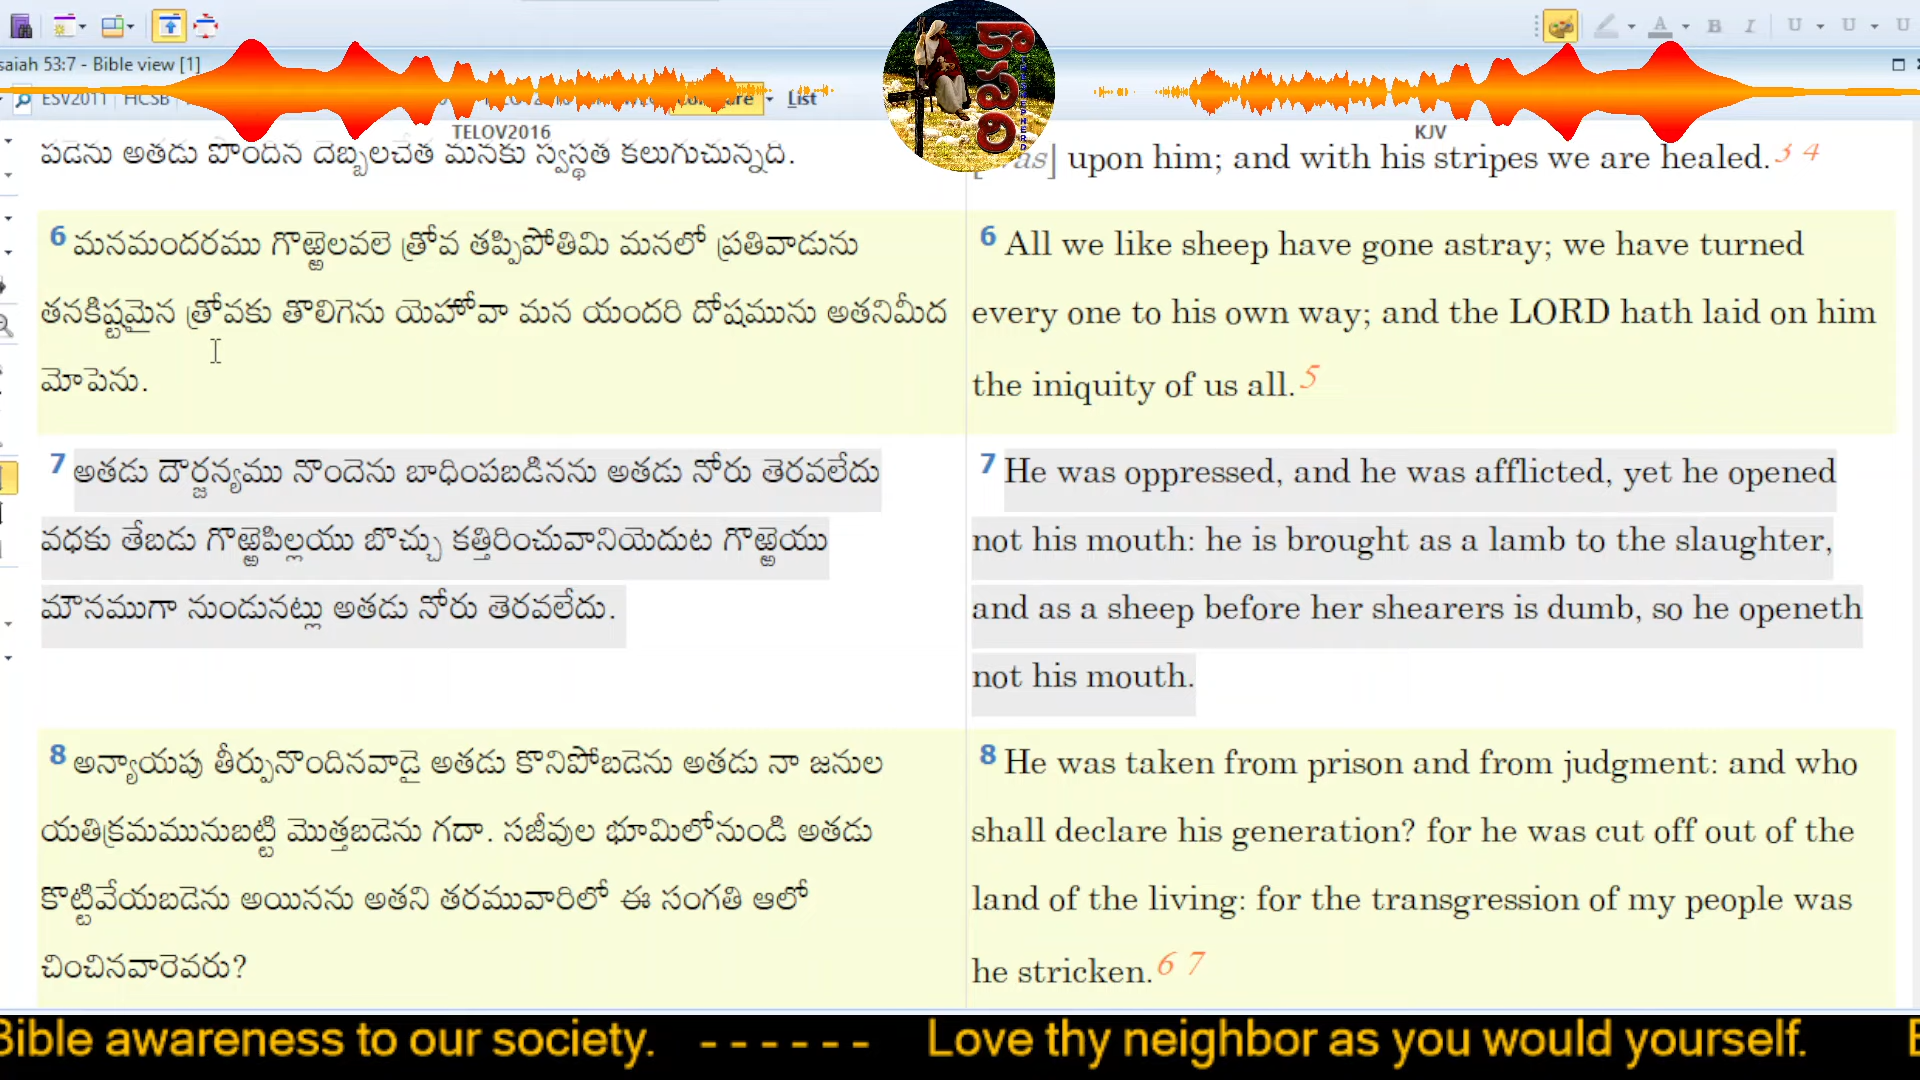 saiah 53:7 - Bible view [1]
ESV2011 HCSB
List
TELOV2016
KJV
పడెను అతడు పొందిన దెబ్బలచేత మనకు స్వస్థత కలుగుచున్నది.
upon him; and with his stripes we are healed. 3 4
6 మనమందరము గొఱ్ఱెలవలె త్రోవ తప్పిపోతిమి మనలో ప్రతివాడును
తనకిష్టమైన త్రోవకు తొలిగెను యెహోవా మన యందరి దోషమును అతనిమీద
మోపెను.
6 All we like sheep have gone astray; we have turned
every one to his own way; and the LORD hath laid on him
the iniquity of us all. 5
7 అతడు దౌర్జన్యము నొందెను బాధింపబడినను అతడు నోరు తెరవలేదు
వధకు తేబడు గొఱ్ఱెపిల్లయు బొచ్చు కత్తిరించువానియెదుట గొఱ్ఱెయు
మౌనముగా నుండునట్లు అతడు నోరు తెరవలేదు.
7 He was oppressed, and he was afflicted, yet he opened
not his mouth: he is brought as a lamb to the slaughter,
and as a sheep before her shearers is dumb, so he openeth
not his mouth.
8 అన్యాయపు తీర్పునొందినవాడై అతడు కొనిపోబడెను అతడు నా జనుల
యతిక్రమమునుబట్టి మొత్తబడెను గదా. సజీవుల భూమిలోనుండి అతడు
కొట్టివేయబడెను అయినను అతని తరమువారిలో ఈ సంగతి ఆలో
చించినవారెవరు?
8 He was taken from prison and from judgment: and who
shall declare his generation? for he was cut off out of the
land of the living: for the transgression of my people was
he stricken. 6 7
కాపరి
Bible awareness to our society. - - - - - - Love thy neighbor as you would yourself.